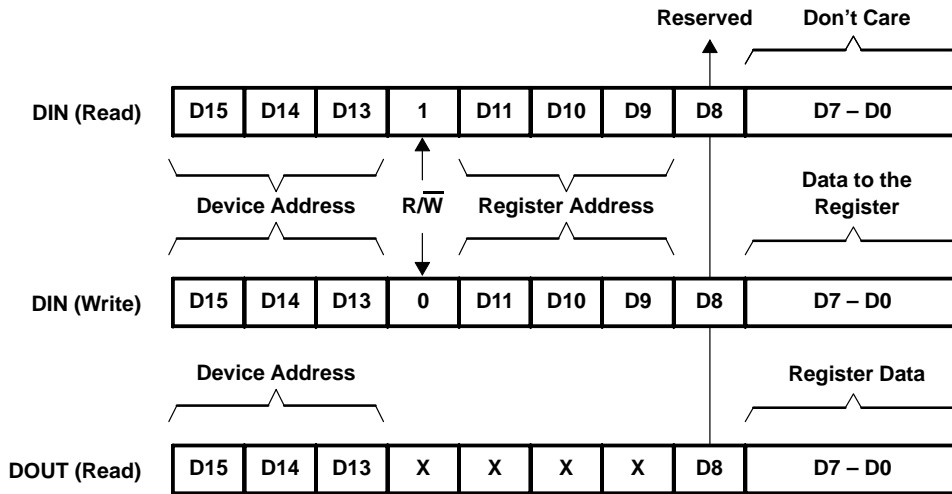 Reserved Don't Care
DIN (Read) D15 D14 D13 1 D11 D10 D9 D8 D7 – D0
Device Address R/W̅ Register Address Data to the
Register
DIN (Write) D15 D14 D13 0 D11 D10 D9 D8 D7 – D0
Device Address Register Data
DOUT (Read) D15 D14 D13 X X X X D8 D7 – D0